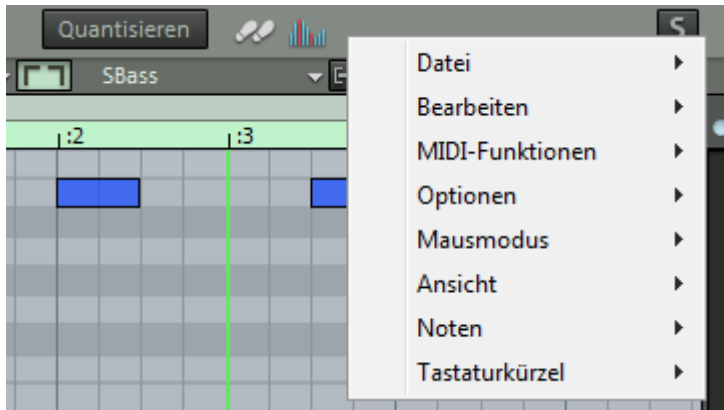 Quantisieren
S
SBass
:2
:3
Datei
Bearbeiten
MIDI-Funktionen
Optionen
Mausmodus
Ansicht
Noten
Tastaturkürzel